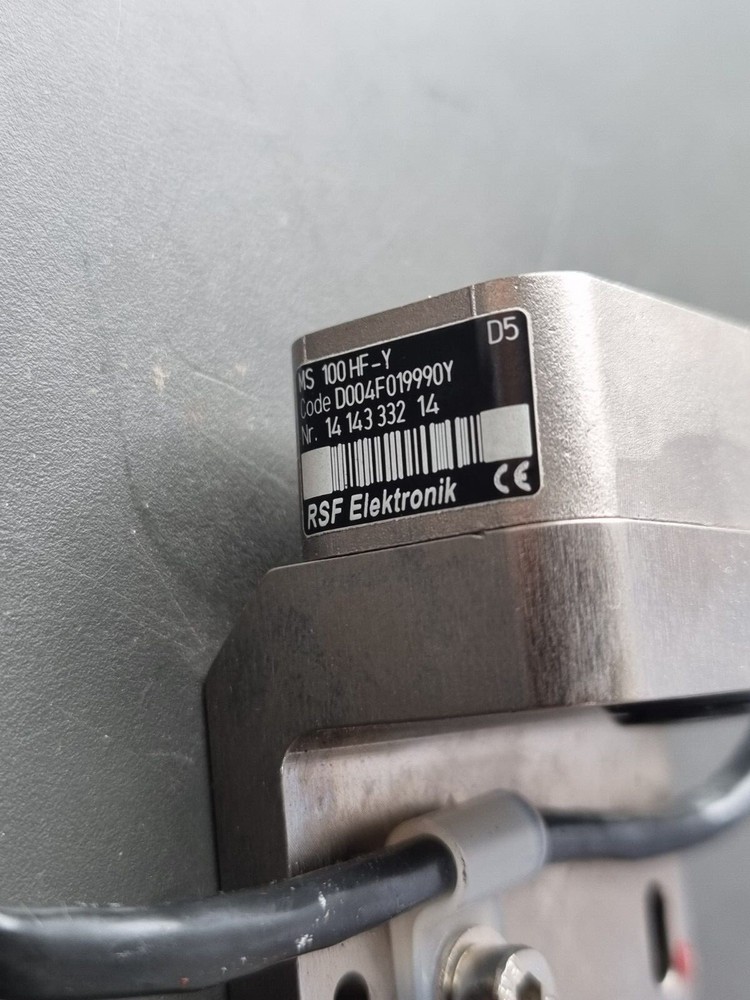 D5
MS 100 HF-Y
Code D004F019990Y
Nr. 14 143 332 14
RSF Elektronik CE